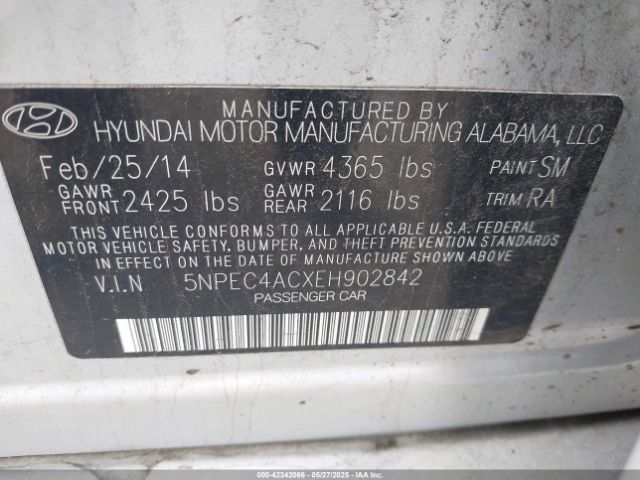 MANUFACTURED BY
HYUNDAI MOTOR MANUFACTURING ALABAMA, LLC
Feb/25/14 GVWR 4365 lbs PAINT SM
GAWR FRONT 2425 lbs GAWR REAR 2116 lbs TRIM RA
THIS VEHICLE CONFORMS TO ALL APPLICABLE U.S.A. FEDERAL
MOTOR VEHICLE SAFETY, BUMPER, AND THEFT PREVENTION STANDARDS
IN EFFECT ON THE DATE OF MANUFACTURE SHOWN ABOVE.
V.I.N 5NPEC4ACXEH902842
PASSENGER CAR
000-42342066 - 05/27/2025 - ©